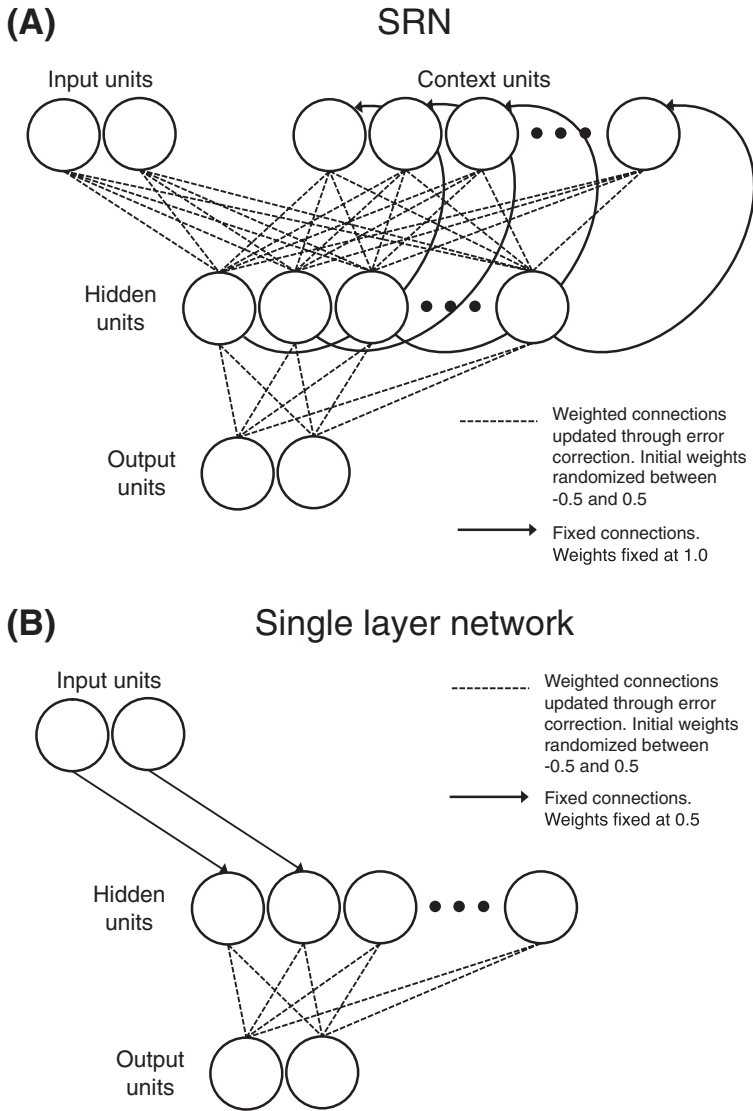 (A)
SRN
Input units
Context units
Hidden
units
Output
units
Weighted connections
updated through error
correction. Initial weights
randomized between
-0.5 and 0.5
Fixed connections.
Weights fixed at 1.0
(B)
Single layer network
Input units
Weighted connections
updated through error
correction. Initial weights
randomized between
-0.5 and 0.5
Fixed connections.
Weights fixed at 0.5
Hidden
units
Output
units